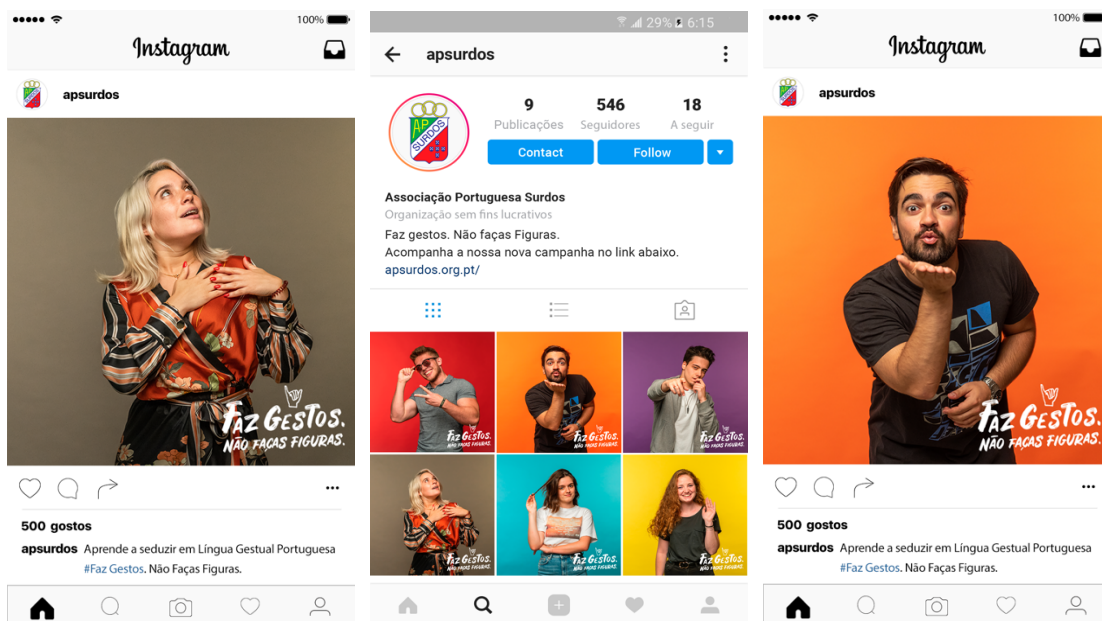 100%
Instagram
apsurdos
FAZ GESTOS.
NÃO FAÇAS FIGURAS.
500 gostos
apsurdos Aprende a seduzir em Língua Gestual Portuguesa
#Faz Gestos. Não Faças Figuras.
29% 6:15
apsurdos
AP
SURDOS
9 546 18
Publicações Seguidores A seguir
Contact Follow
Associação Portuguesa Surdos
Organização sem fins lucrativos
Faz gestos. Não faças Figuras.
Acompanha a nossa nova campanha no link abaixo.
apsurdos.org.pt/
FAZ GESTOS.
NÃO FAÇAS FIGURAS.
FAZ GESTOS.
NÃO FAÇAS FIGURAS.
FAZ GESTOS.
NÃO FAÇAS FIGURAS.
FAZ GESTOS.
NÃO FAÇAS FIGURAS.
FAZ GESTOS.
NÃO FAÇAS FIGURAS.
FAZ GESTOS.
NÃO FAÇAS FIGURAS.
100%
Instagram
apsurdos
FAZ GESTOS.
NÃO FAÇAS FIGURAS.
500 gostos
apsurdos Aprende a seduzir em Língua Gestual Portuguesa
#Faz Gestos. Não Faças Figuras.